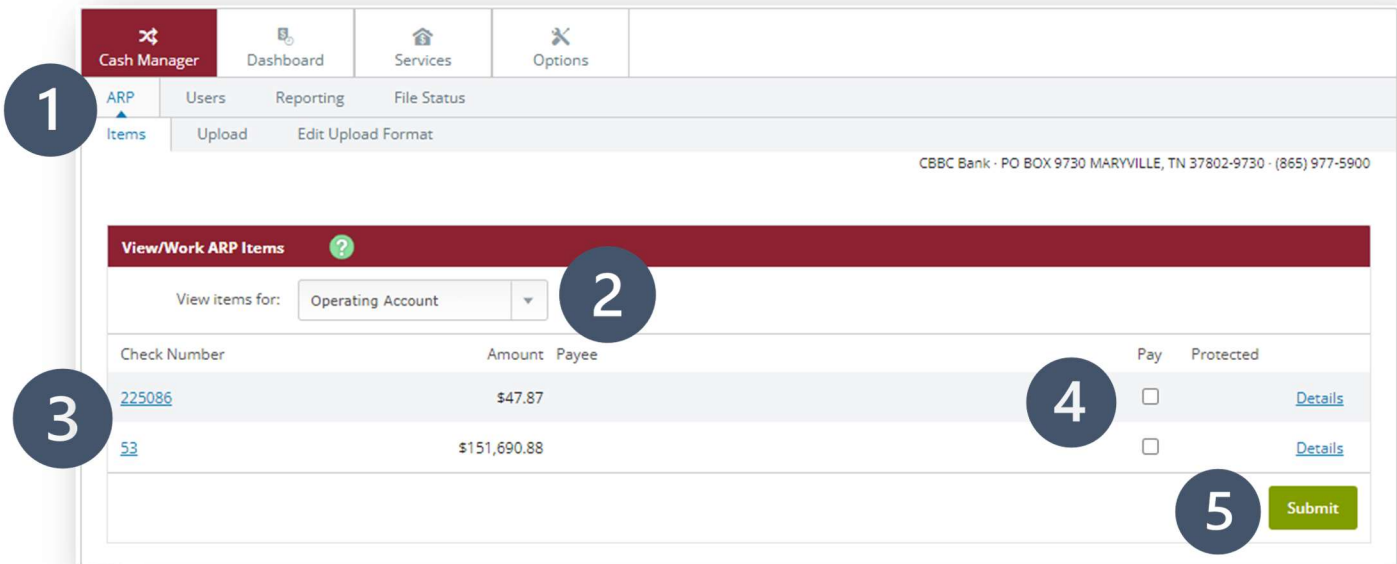 Cash Manager Dashboard Services Options
1
ARP Users Reporting File Status
Items Upload Edit Upload Format
CBBC Bank · PO BOX 9730 MARYVILLE, TN 37802-9730 · (865) 977-5900
View/Work ARP Items ?
View items for: Operating Account 2
Check Number Amount Payee Pay Protected
3 225086 $47.87 4 Details
53 $151,690.88 Details
5 Submit